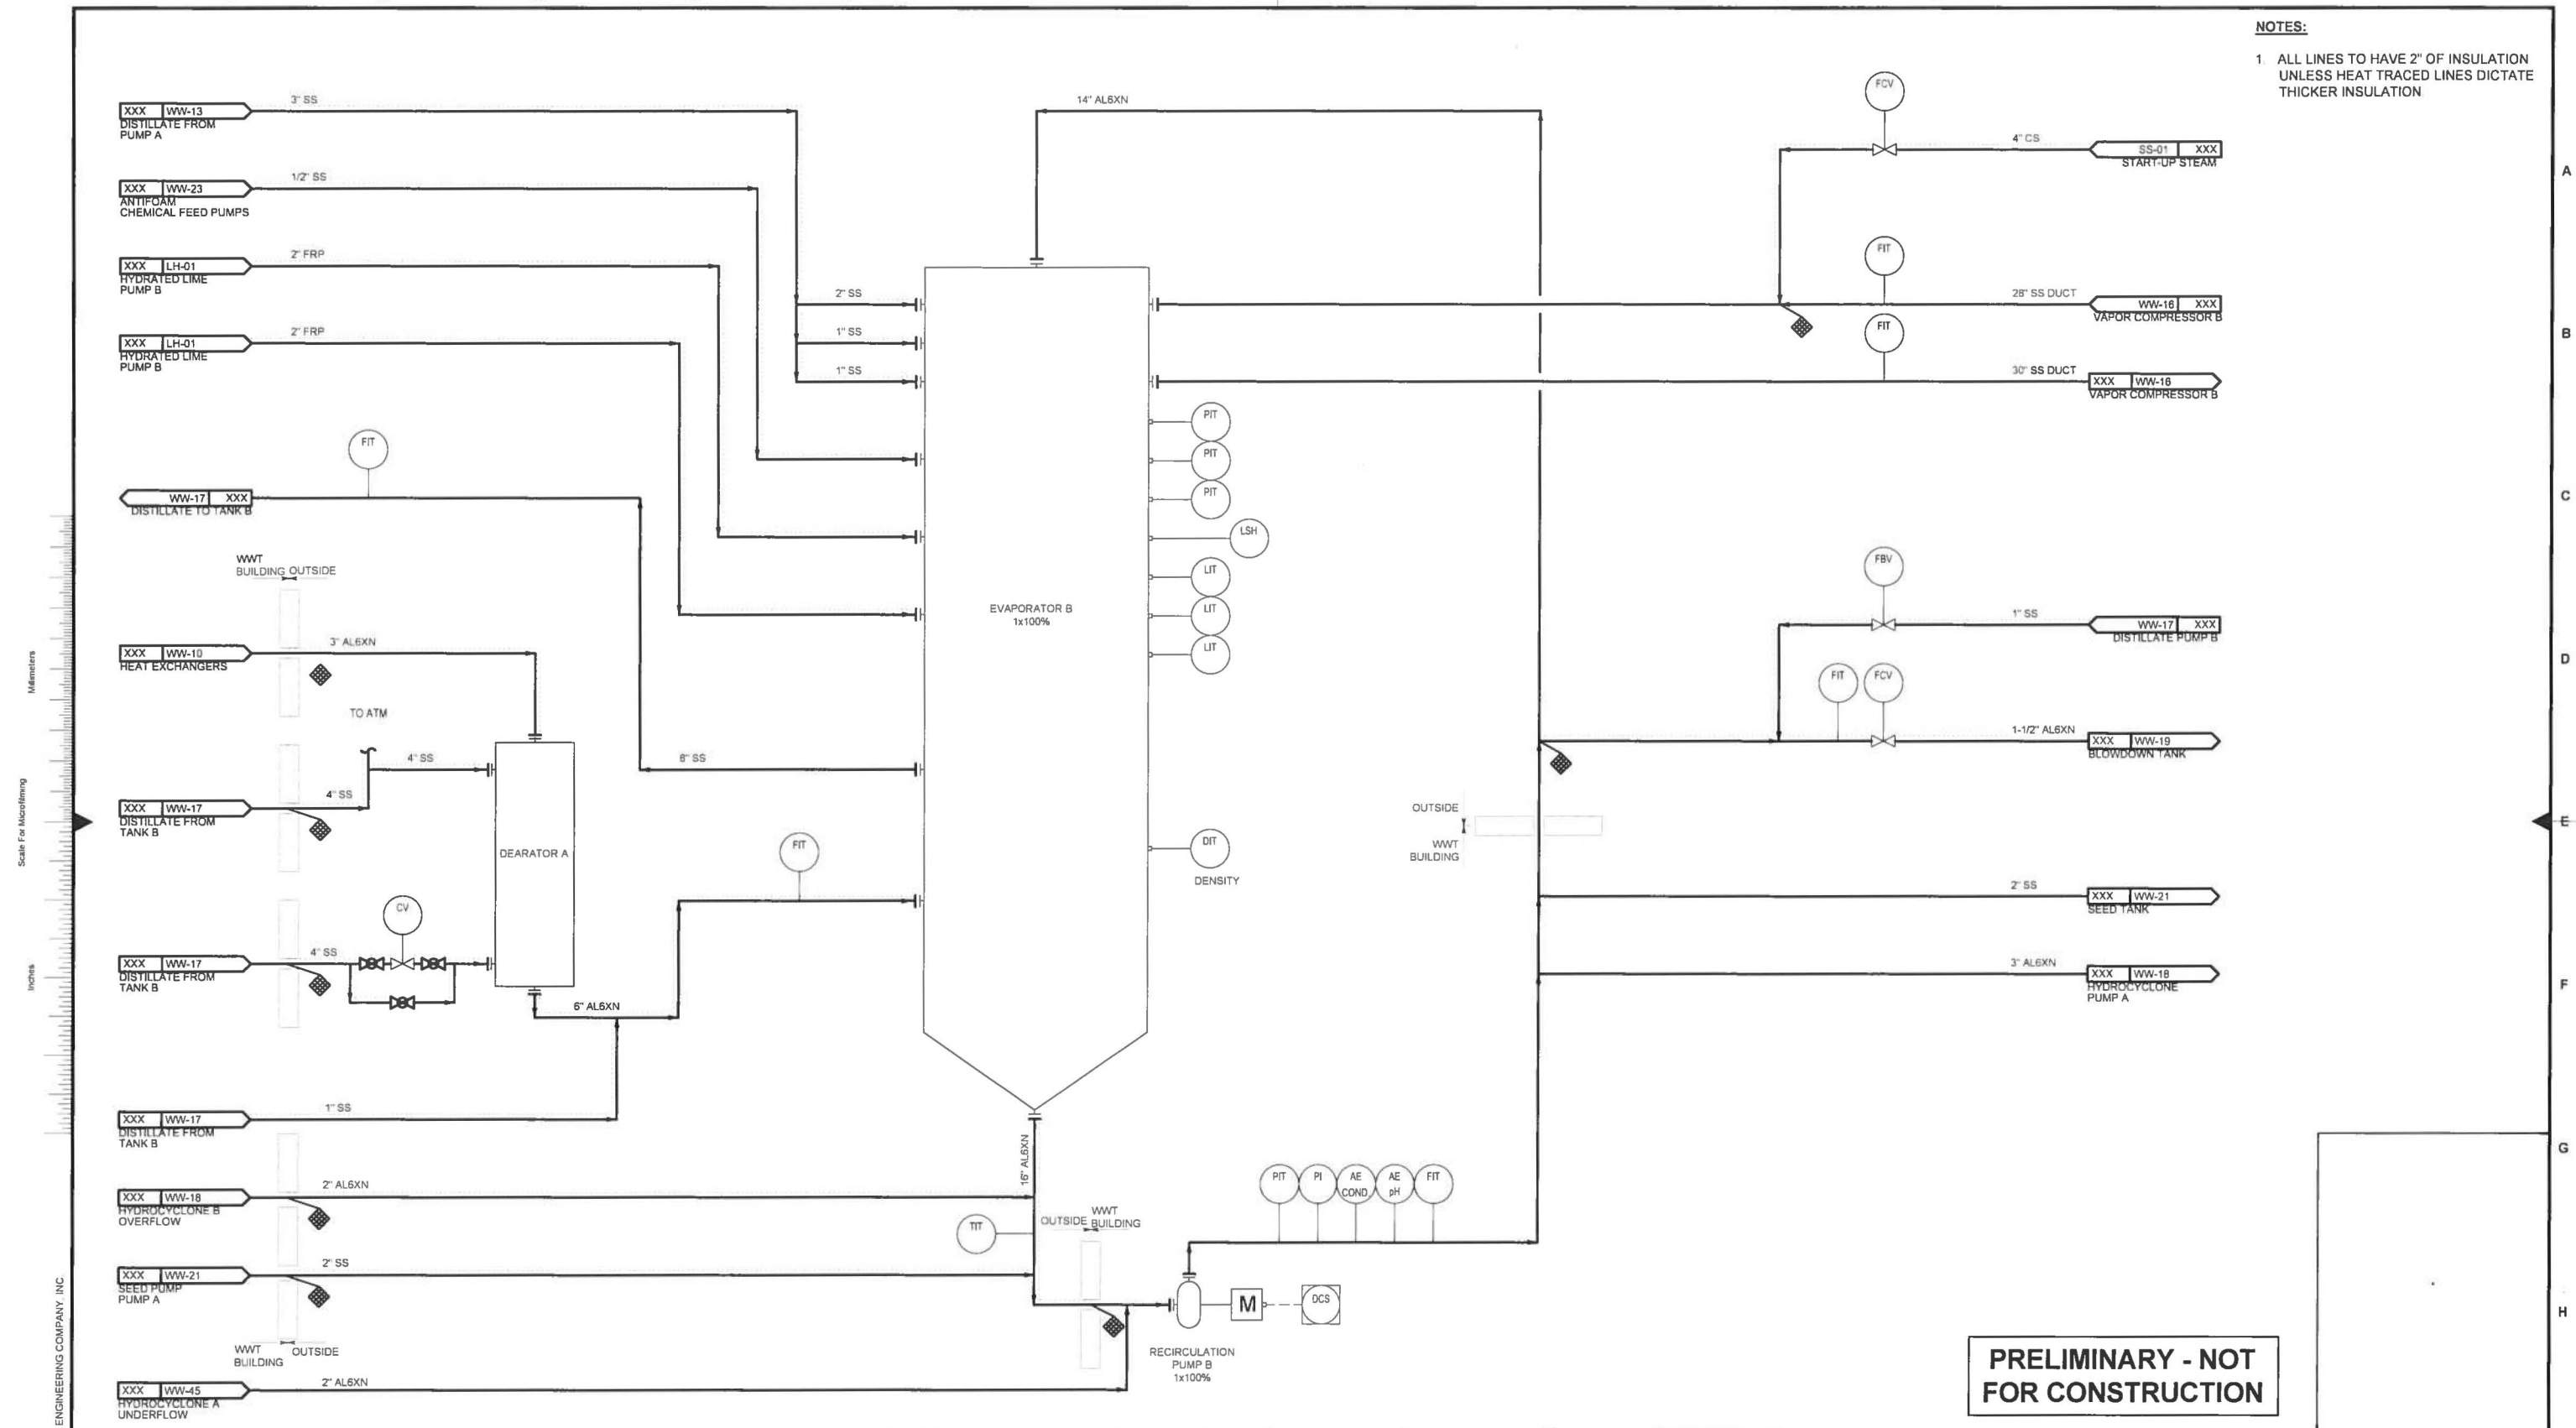 NOTES:
1. ALL LINES TO HAVE 2" OF INSULATION
UNLESS HEAT TRACED LINES DICTATE
THICKER INSULATION
XXX WW-13
DISTILLATE FROM
PUMP A
3" SS
XXX WW-23
ANTIFOAM
CHEMICAL FEED PUMPS
1/2" SS
XXX LH-01
HYDRATED LIME
PUMP B
2" FRP
XXX LH-01
HYDRATED LIME
PUMP B
2" FRP
2" SS
1" SS
1" SS
14" AL6XN
FCV
4" CS
SS-01 XXX
START-UP STEAM
FIT
28" SS DUCT
WW-16 XXX
VAPOR COMPRESSOR B
FIT
30" SS DUCT
XXX WW-16
VAPOR COMPRESSOR B
PIT
PIT
PIT
LSH
LIT
LIT
LIT
FIT
WW-17 XXX
DISTILLATE TO TANK B
WWT
BUILDING OUTSIDE
XXX WW-10
HEAT EXCHANGERS
3" AL6XN
TO ATM
4" SS
XXX WW-17
DISTILLATE FROM
TANK B
4" SS
DEARATOR A
CV
XXX WW-17
DISTILLATE FROM
TANK B
4" SS
6" AL6XN
FIT
EVAPORATOR B
1x100%
DIT
DENSITY
FBV
1" SS
WW-17 XXX
DISTILLATE PUMP B
FIT
FCV
1-1/2" AL6XN
XXX WW-19
BLOWDOWN TANK
OUTSIDE
WWT
BUILDING
2" SS
XXX WW-21
SEED TANK
3" AL6XN
XXX WW-18
HYDROCYCLONE
PUMP A
XXX WW-17
DISTILLATE FROM
TANK B
1" SS
XXX WW-18
HYDROCYCLONE B
OVERFLOW
2" AL6XN
XXX WW-21
SEED PUMP
PUMP A
2" SS
WWT
BUILDING
OUTSIDE
XXX WW-45
HYDROCYCLONE A
UNDERFLOW
2" AL6XN
16" AL6XN
TIT
OUTSIDE
WWT
BUILDING
PIT
PI
AE
COND.
AE
pH
FIT
M
DCS
RECIRCULATION
PUMP B
1x100%
PRELIMINARY - NOT
FOR CONSTRUCTION
A
B
C
D
E
F
G
H
Millimeters
Scale For Microfilming
Inches
ENGINEERING COMPANY, INC.